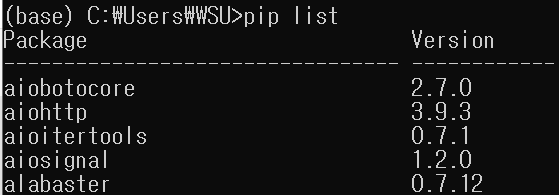 (base) C:₩Users₩WSU>pip list
Package Version
--------------------------------- ------------
aiobotocore 2.7.0
aiohttp 3.9.3
aioitertools 0.7.1
aiosignal 1.2.0
alabaster 0.7.12